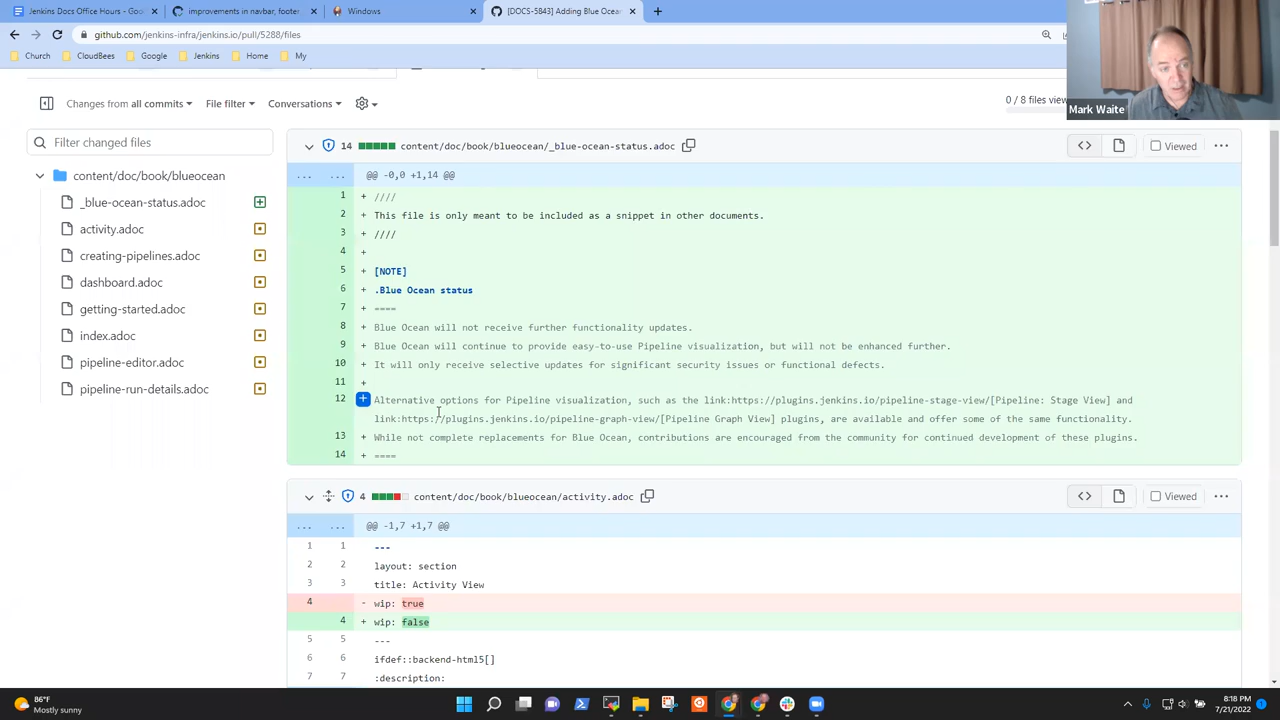 Jenkins Docs Office Hours - Goo
improvements in navbar, footer
Windows
[DOCS-5843] Adding Blue Ocean
github.com/jenkins-infra/jenkins.io/pull/5288/files
Church
CloudBees
Google
Jenkins
Home
My
Mark Waite
Changes from all commits
File filter
Conversations
0 / 8 files view
Filter changed files
content/doc/book/blueocean
_blue-ocean-status.adoc
activity.adoc
creating-pipelines.adoc
dashboard.adoc
getting-started.adoc
index.adoc
pipeline-editor.adoc
pipeline-run-details.adoc
14 content/doc/book/blueocean/_blue-ocean-status.adoc
Viewed
... ... @@ -0,0 +1,14 @@
1 + ////
2 + This file is only meant to be included as a snippet in other documents.
3 + ////
4 +
5 + [NOTE]
6 + .Blue Ocean status
7 + ====
8 + Blue Ocean will not receive further functionality updates.
9 + Blue Ocean will continue to provide easy-to-use Pipeline visualization, but will not be enhanced further.
10 + It will only receive selective updates for significant security issues or functional defects.
11 +
12 + Alternative options for Pipeline visualization, such as the link:https://plugins.jenkins.io/pipeline-stage-view/[Pipeline: Stage View] and
link:https://plugins.jenkins.io/pipeline-graph-view/[Pipeline Graph View] plugins, are available and offer some of the same functionality.
13 + While not complete replacements for Blue Ocean, contributions are encouraged from the community for continued development of these plugins.
14 + ====
4 content/doc/book/blueocean/activity.adoc
Viewed
... ... @@ -1,7 +1,7 @@
1 1 ---
2 2 layout: section
3 3 title: Activity View
4 - wip: true
4 + wip: false
5 5 ---
6 6 ifdef::backend-html5[]
7 7 :description:
86°F
Mostly sunny
8:18 PM
7/21/2022